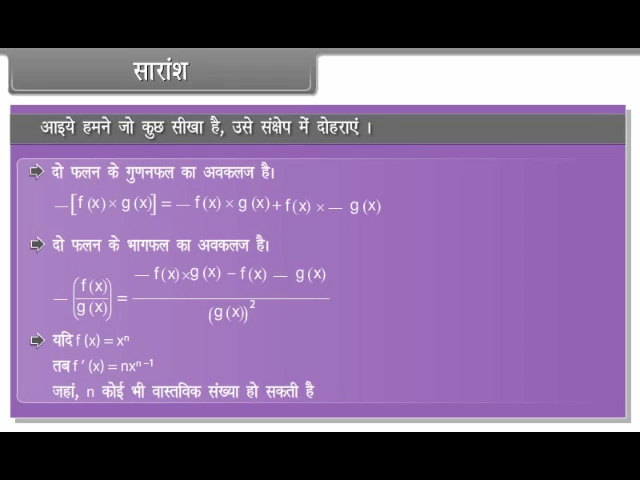 सारांश
आइये हमने जो कुछ सीखा है, उसे संक्षेप में दोहराएं ।
दो फलन के गुणनफल का अवकलज है।
—[f(x) × g(x)] = — f(x) × g(x) + f(x) × — g(x)
दो फलन के भागफल का अवकलज है।
—(f(x)/g(x)) = (— f(x) × g(x) − f(x) — g(x))/(g(x))²
यदि f (x) = xⁿ
तब f ′ (x) = nxⁿ⁻¹
जहां, n कोई भी वास्तविक संख्या हो सकती है